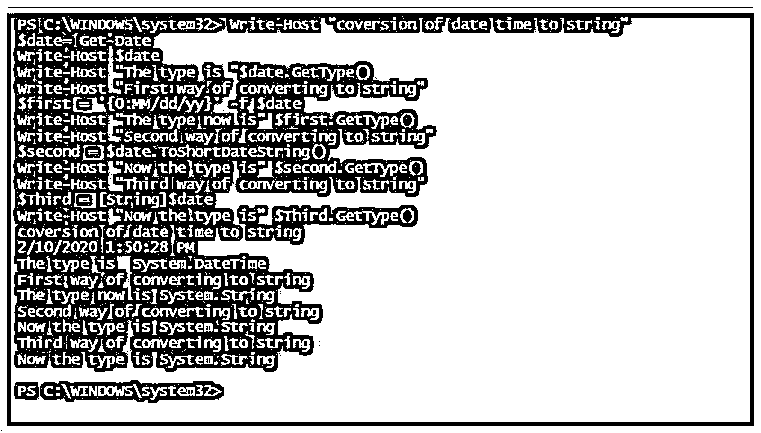 PS C:\WINDOWS\system32> Write-Host "coversion of date time to string"
$date= Get-Date
Write-Host $date
Write-Host "The type is "$date.GetType()
Write-Host "First way of converting to string"
$first = '{0:MM/dd/yy}' -f $date
Write-Host "The type now is" $first.GetType()
Write-Host "Second way of converting to string"
$second = $date.ToShortDateString()
Write-Host "Now the type is" $second.GetType()
Write-Host "Third way of converting to string"
$Third = [String]$date
Write-Host "Now the type is" $Third.GetType()
coversion of date time to string
2/10/2020 1:50:28 PM
The type is  System.DateTime
First way of converting to string
The type now is System.String
Second way of converting to string
Now the type is System.String
Third way of converting to string
Now the type is System.String
PS C:\WINDOWS\system32>